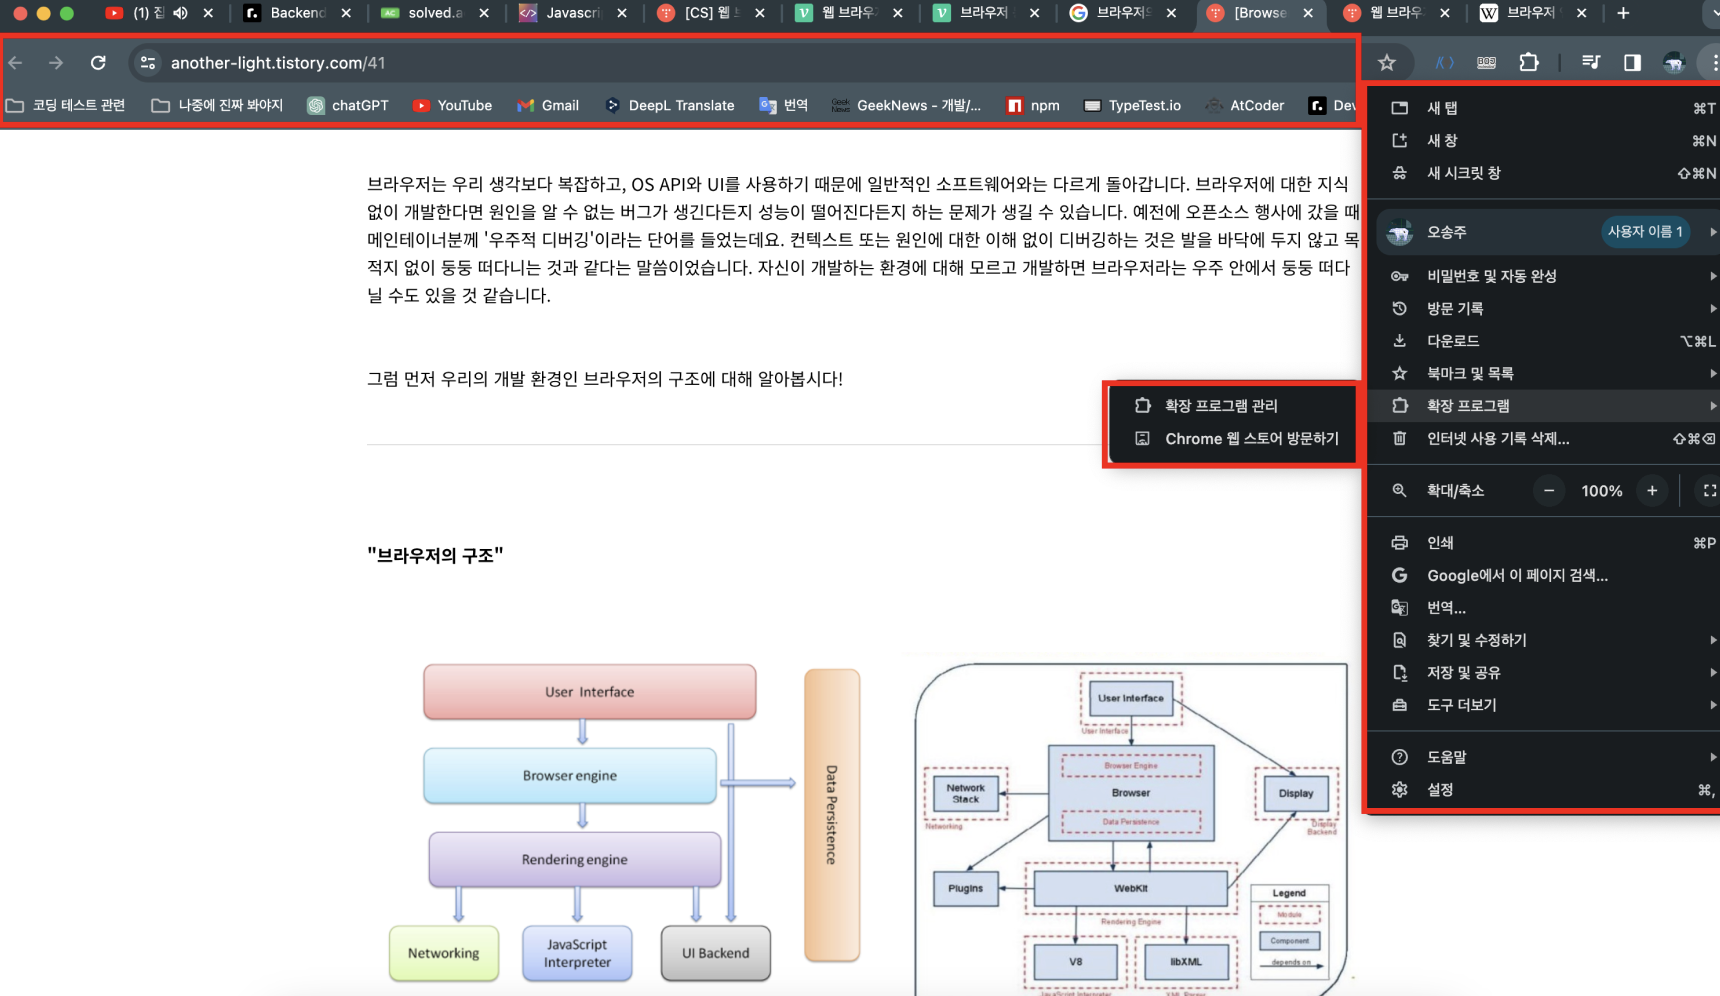 (1) 집
Backend
solved.a
Javascri
[CS] 웹 브
웹 브라우저
브라우저
브라우저의
[Browse
웹 브라우
브라우저
another-light.tistory.com/41
코딩 테스트 관련
나중에 진짜 봐야지
chatGPT
YouTube
Gmail
DeepL Translate
번역
GeekNews - 개발/...
npm
TypeTest.io
AtCoder
Dev
브라우저는 우리 생각보다 복잡하고, OS API와 UI를 사용하기 때문에 일반적인 소프트웨어와는 다르게 돌아갑니다. 브라우저에 대한 지식
없이 개발한다면 원인을 알 수 없는 버그가 생긴다든지 성능이 떨어진다든지 하는 문제가 생길 수 있습니다. 예전에 오픈소스 행사에 갔을 때
메인테이너분께 '우주적 디버깅'이라는 단어를 들었는데요. 컨텍스트 또는 원인에 대한 이해 없이 디버깅하는 것은 발을 바닥에 두지 않고 목
적지 없이 둥둥 떠다니는 것과 같다는 말씀이었습니다. 자신이 개발하는 환경에 대해 모르고 개발하면 브라우저라는 우주 안에서 둥둥 떠다
닐 수도 있을 것 같습니다.
그럼 먼저 우리의 개발 환경인 브라우저의 구조에 대해 알아봅시다!
"브라우저의 구조"
새 탭 ⌘T
새 창 ⌘N
새 시크릿 창 ⇧⌘N
오송주 사용자 이름 1
비밀번호 및 자동 완성
방문 기록
다운로드 ⌥⌘L
북마크 및 목록
확장 프로그램
인터넷 사용 기록 삭제... ⇧⌘⌫
확대/축소 − 100% +
인쇄 ⌘P
Google에서 이 페이지 검색...
번역...
찾기 및 수정하기
저장 및 공유
도구 더보기
도움말
설정 ⌘,
확장 프로그램 관리
Chrome 웹 스토어 방문하기
User Interface
Browser engine
Rendering engine
Networking
JavaScript
Interpreter
UI Backend
Data Persistence
User Interface
User Interface
Browser Engine
Browser
Data Persistence
Network
Stack
Networking
Display
Display
Backend
Plugins
WebKit
Rendering Engine
V8
JavaScript Interpreter
libXML
XML Parser
Legend
Module
Component
depends on